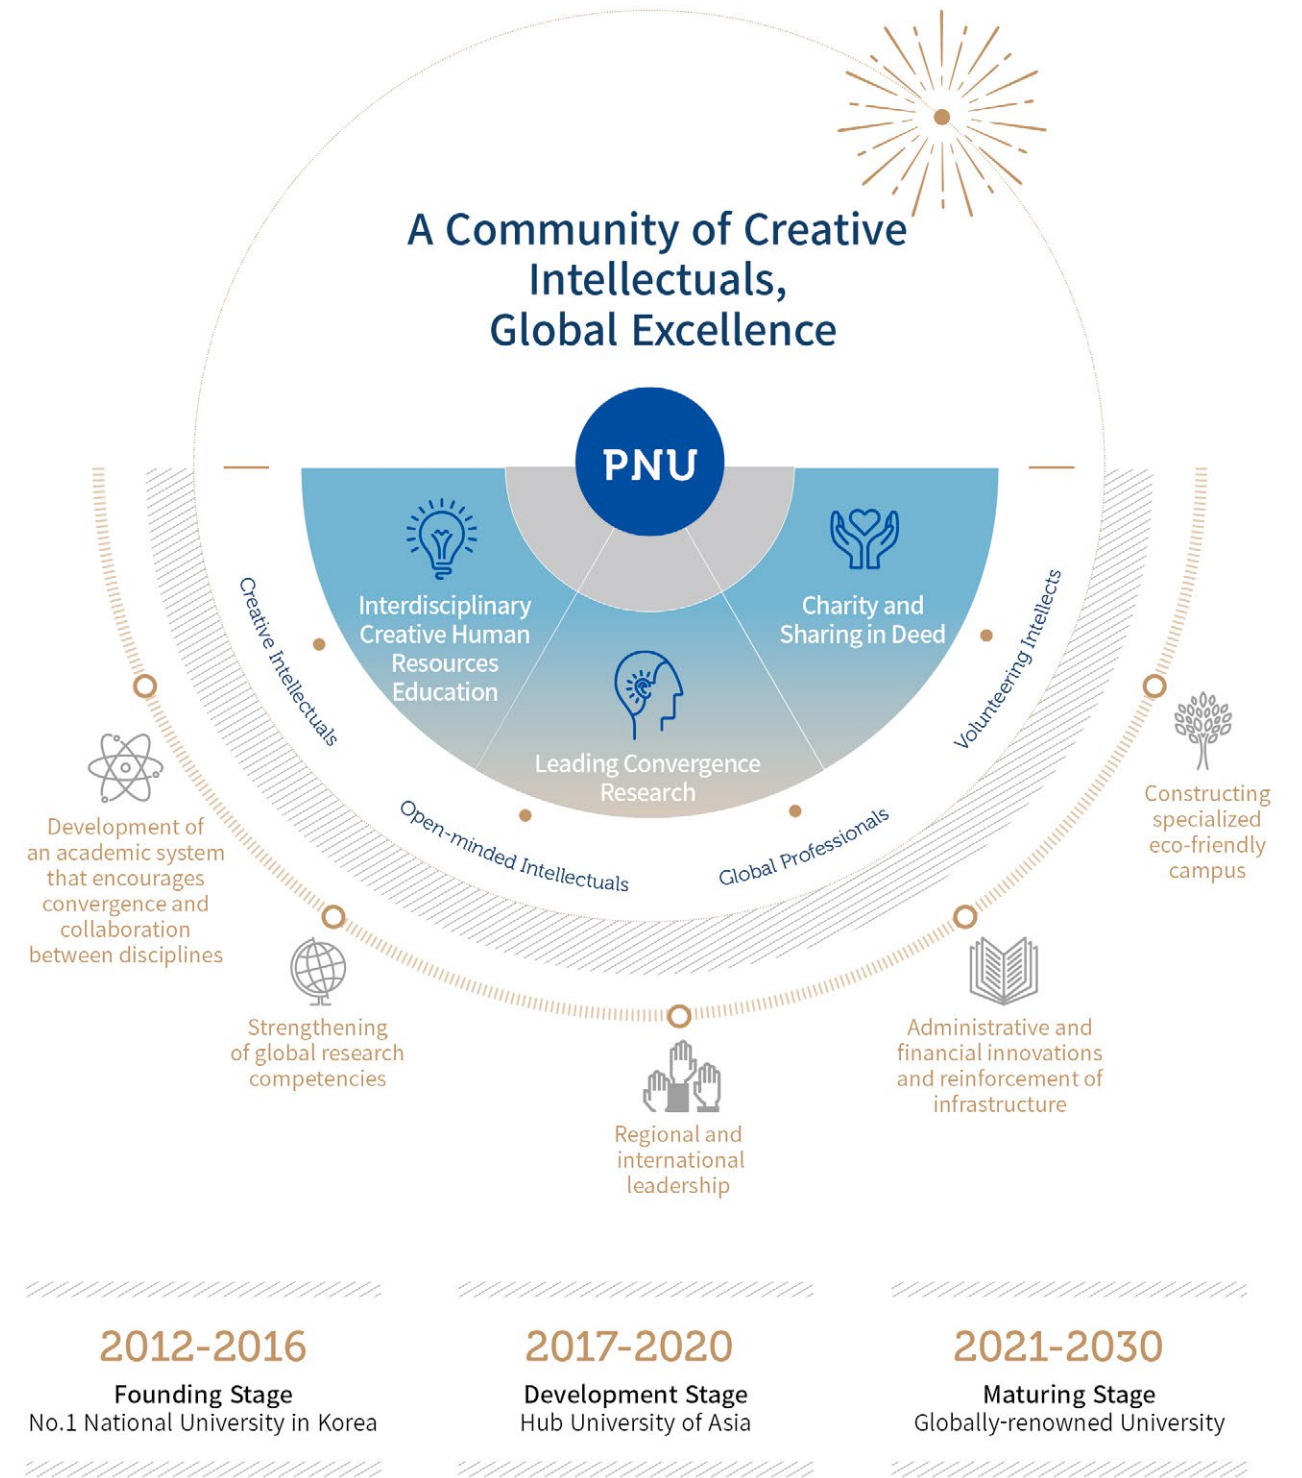 A Community of Creative
Intellectuals,
Global Excellence
PNU
Interdisciplinary
Creative Human
Resources
Education
Leading Convergence
Research
Charity and
Sharing in Deed
Creative Intellectuals
Open-minded Intellectuals
Global Professionals
Volunteering Intellects
Development of
an academic system
that encourages
convergence and
collaboration
between disciplines
Strengthening
of global research
competencies
Regional and
international
leadership
Administrative and
financial innovations
and reinforcement of
infrastructure
Constructing
specialized
eco-friendly
campus
2012-2016
Founding Stage
No.1 National University in Korea
2017-2020
Development Stage
Hub University of Asia
2021-2030
Maturing Stage
Globally-renowned University